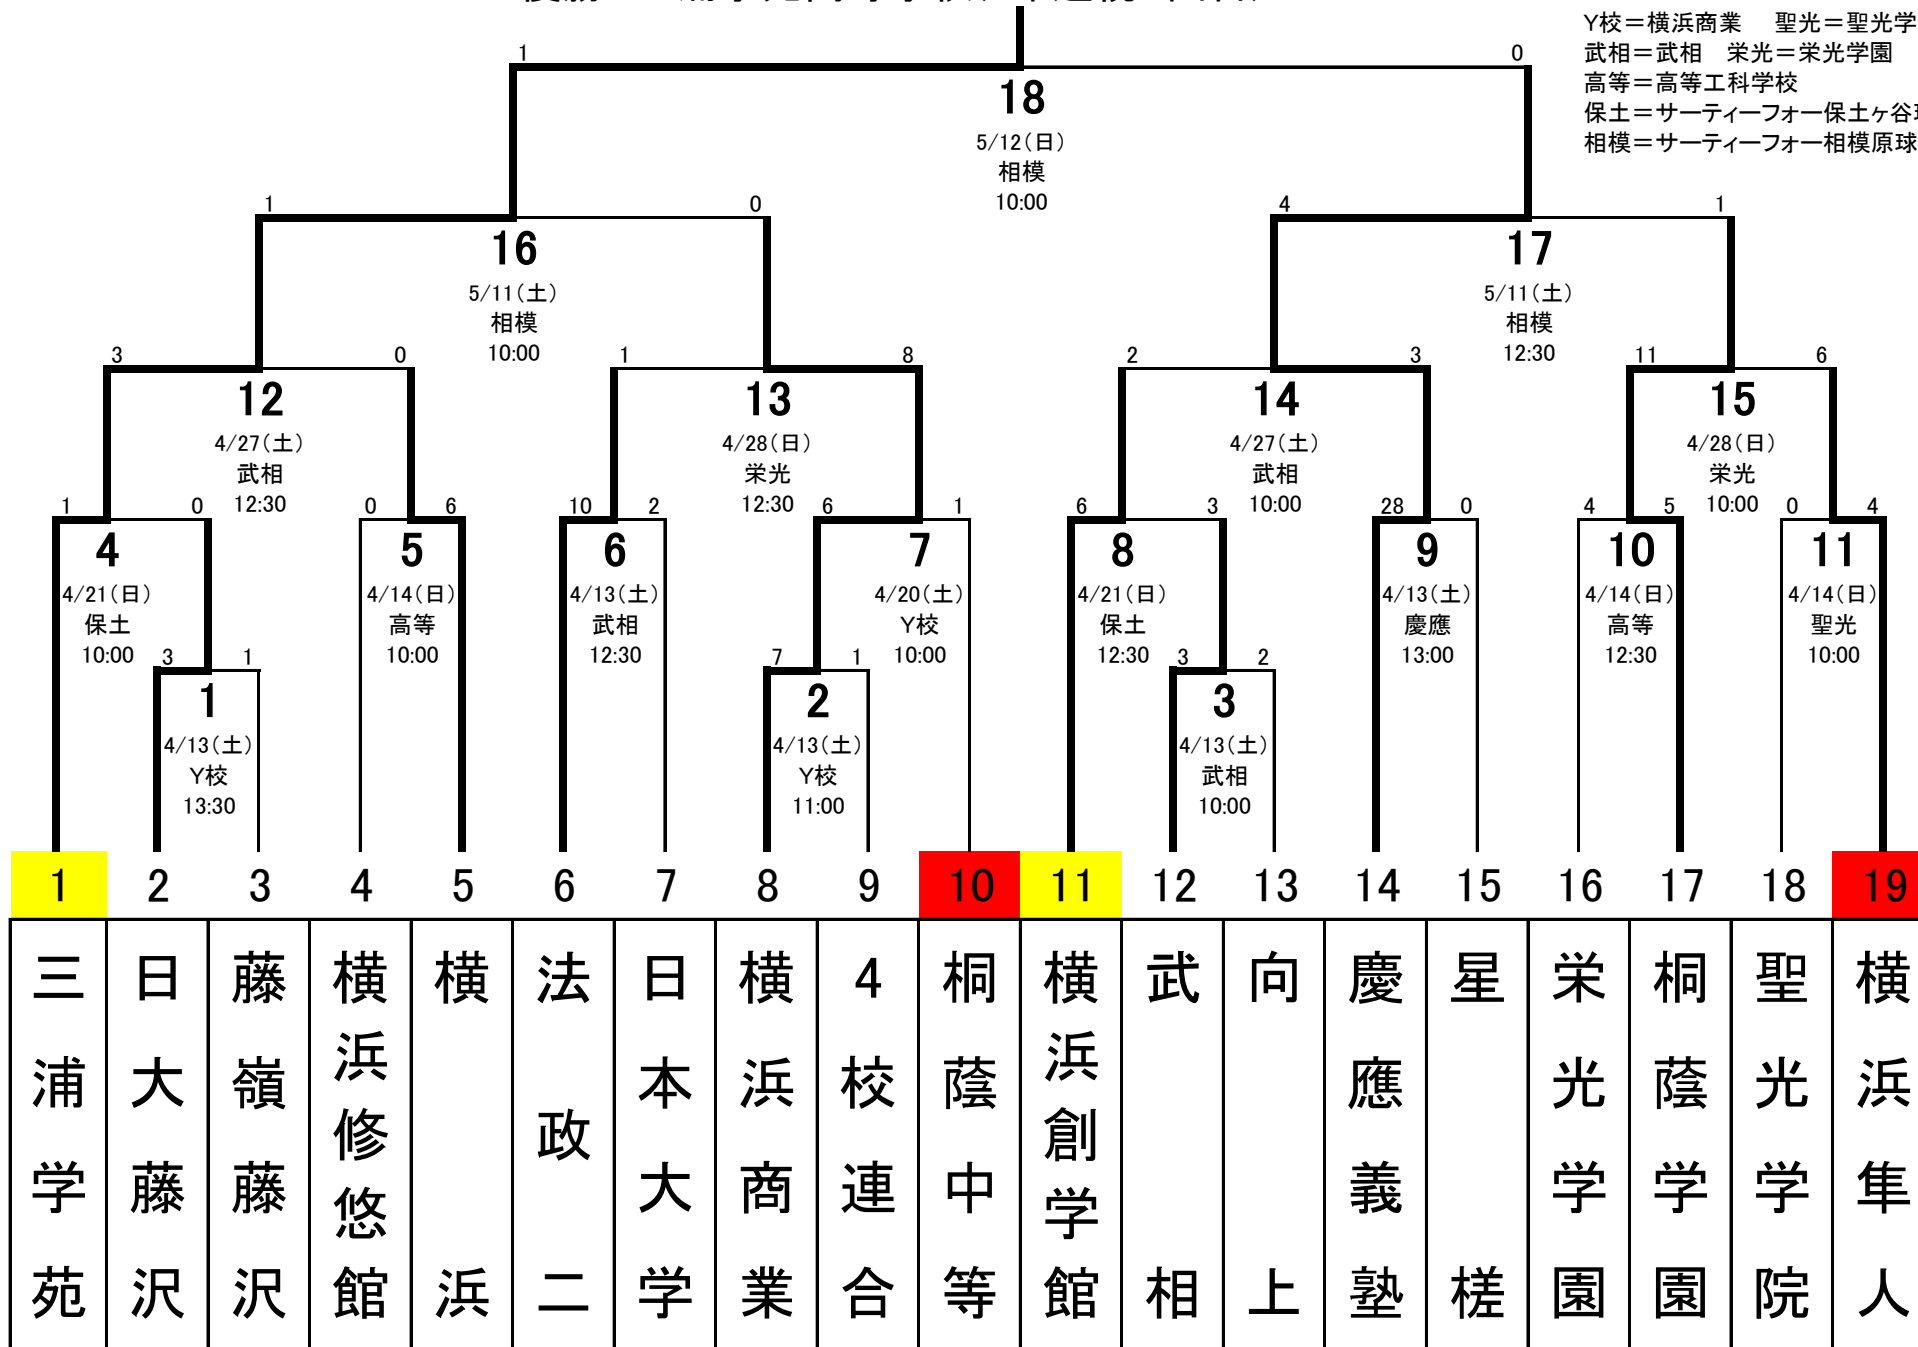 Y校＝横浜商業　聖光＝聖光学
武相＝武相　栄光＝栄光学園
高等＝高等工科学校
保土＝サーティーフォー保土ヶ谷
相模＝サーティーフォー相模原球
1 0
18
5/12(日)
相模
10:00
1 0 4 1
16 17
5/11(土) 5/11(土)
相模 相模
10:00 12:30
3 0 1 8 2 3 11 6
12 13 14 15
4/27(土) 4/28(日) 4/27(土) 4/28(日)
武相 栄光 武相 栄光
12:30 12:30 10:00 10:00
1 0 0 6 10 2 6 1 6 3 28 0 4 5 0 4
4 5 6 7 8 9 10 11
4/21(日) 4/14(日) 4/13(土) 4/20(土) 4/21(日) 4/13(土) 4/14(日) 4/14(日)
保土 高等 武相 Y校 保土 慶應 高等 聖光
10:00 10:00 12:30 10:00 12:30 13:00 12:30 10:00
3 1 7 1 3 2
1 2 3
4/13(土) 4/13(土) 4/13(土)
Y校 Y校 武相
13:30 11:00 10:00
1 2 3 4 5 6 7 8 9 10 11 12 13 14 15 16 17 18 19
三浦学苑
日大藤沢
藤嶺藤沢
横浜修悠館
横浜
法政二
日本大学
横浜商業
4校連合
桐蔭中等
横浜創学館
武相
向上
慶應義塾
星槎
栄光学園
桐蔭学園
聖光学院
横浜隼人